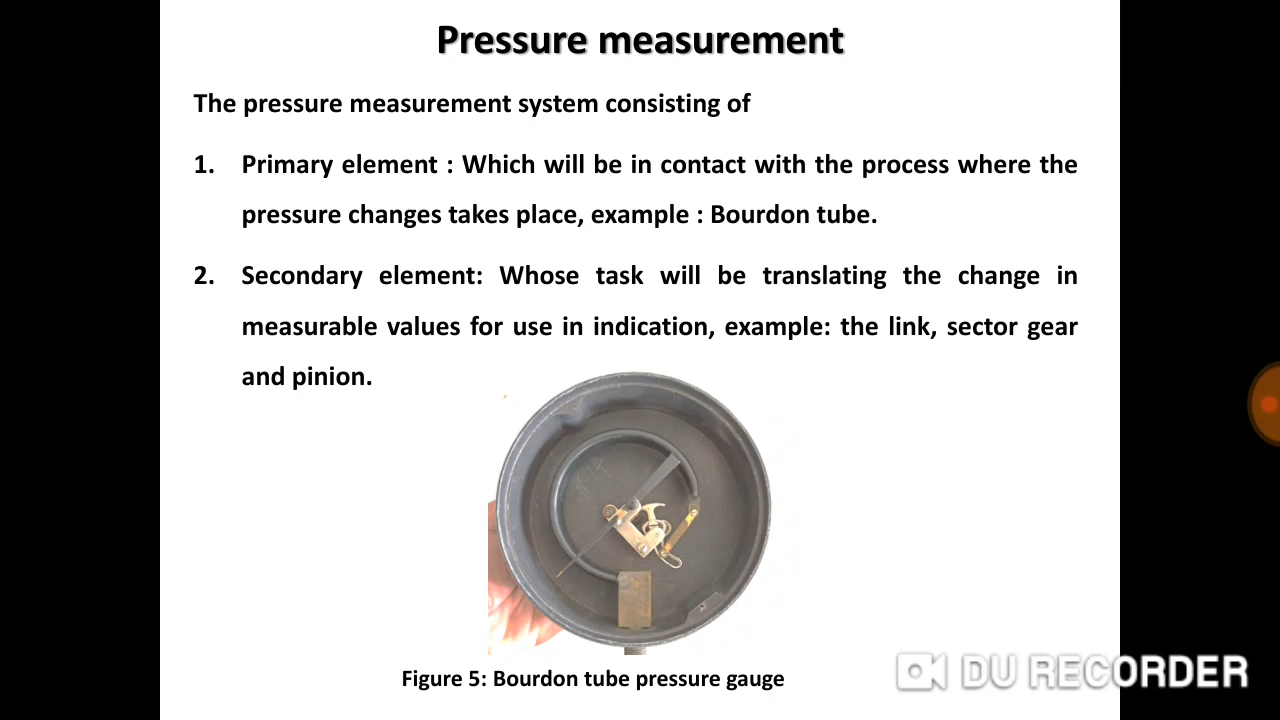 Pressure measurement
The pressure measurement system consisting of
1. Primary element : Which will be in contact with the process where the
pressure changes takes place, example : Bourdon tube.
2. Secondary element: Whose task will be translating the change in
measurable values for use in indication, example: the link, sector gear
and pinion.
Figure 5: Bourdon tube pressure gauge
DU RECORDER